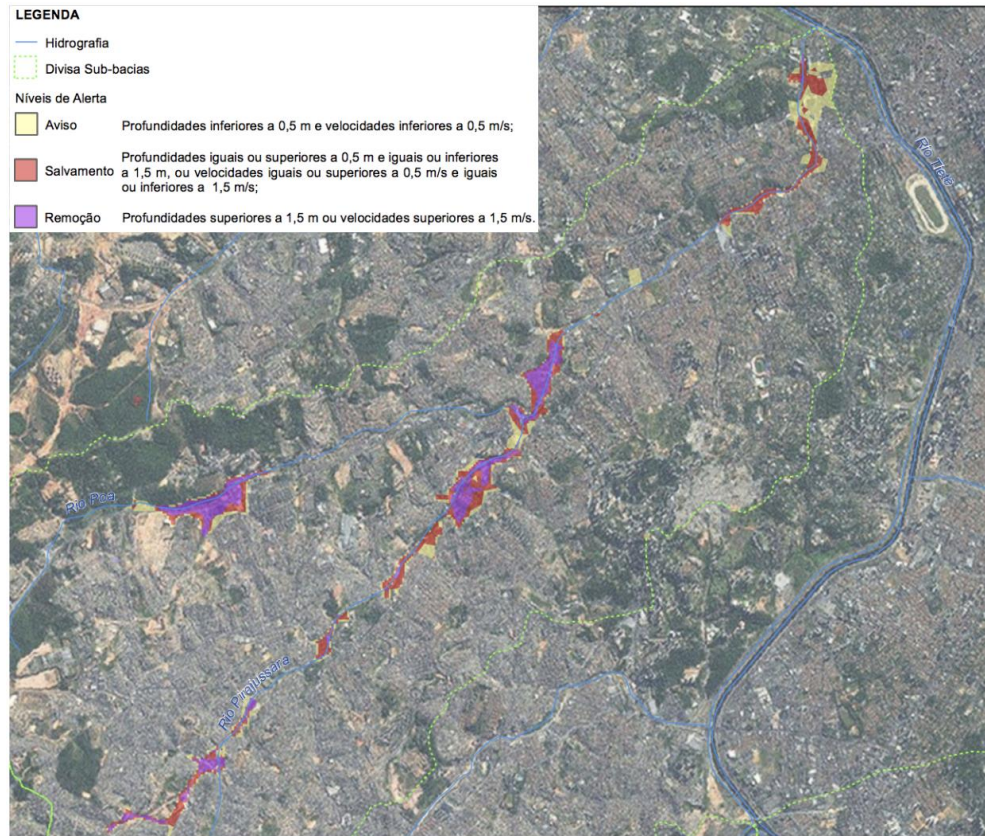 LEGENDA
Hidrografia
Divisa Sub-bacias
Níveis de Alerta
Aviso Profundidades inferiores a 0,5 m e velocidades inferiores a 0,5 m/s;
Salvamento Profundidades iguais ou superiores a 0,5 m e iguais ou inferiores
a 1,5 m, ou velocidades iguais ou superiores a 0,5 m/s e iguais
ou inferiores a 1,5 m/s;
Remoção Profundidades superiores a 1,5 m ou velocidades superiores a 1,5 m/s.
Rio Tiete
Rio Poa
Rio Pirajussara